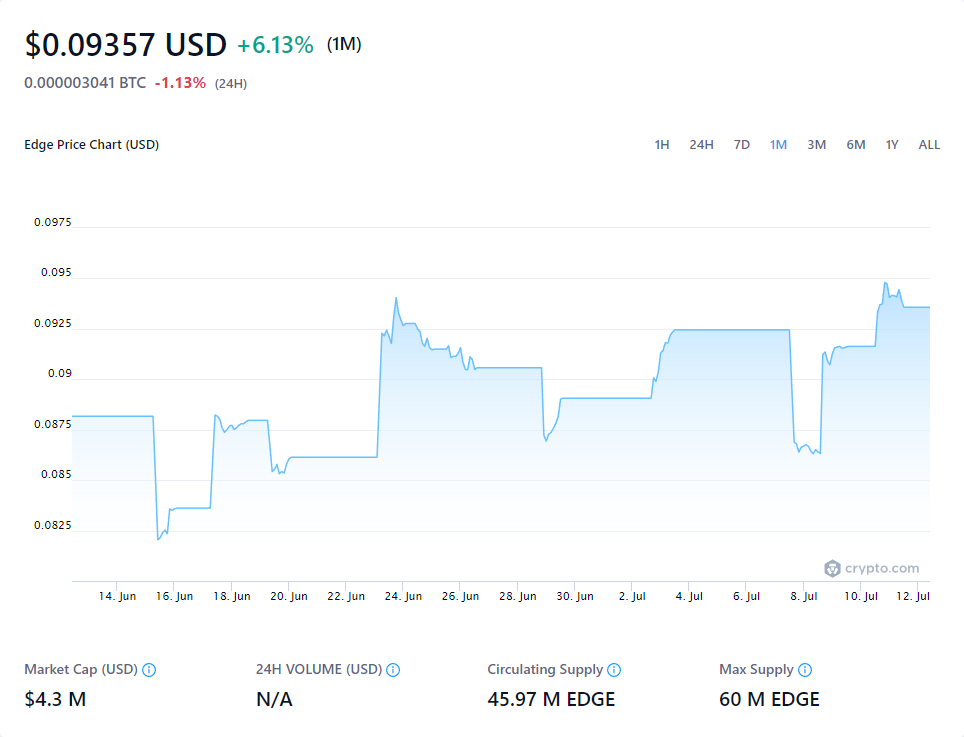 $0.09357 USD +6.13% (1M)
0.000003041 BTC -1.13% (24H)
Edge Price Chart (USD) 1H 24H 7D 1M 3M 6M 1Y ALL
0.0975
0.095
0.0925
0.09
0.0875
0.085
0.0825
crypto.com
14. Jun 16. Jun 18. Jun 20. Jun 22. Jun 24. Jun 26. Jun 28. Jun 30. Jun 2. Jul 4. Jul 6. Jul 8. Jul 10. Jul 12. Jul
Market Cap (USD) 24H VOLUME (USD) Circulating Supply Max Supply
$4.3 M N/A 45.97 M EDGE 60 M EDGE